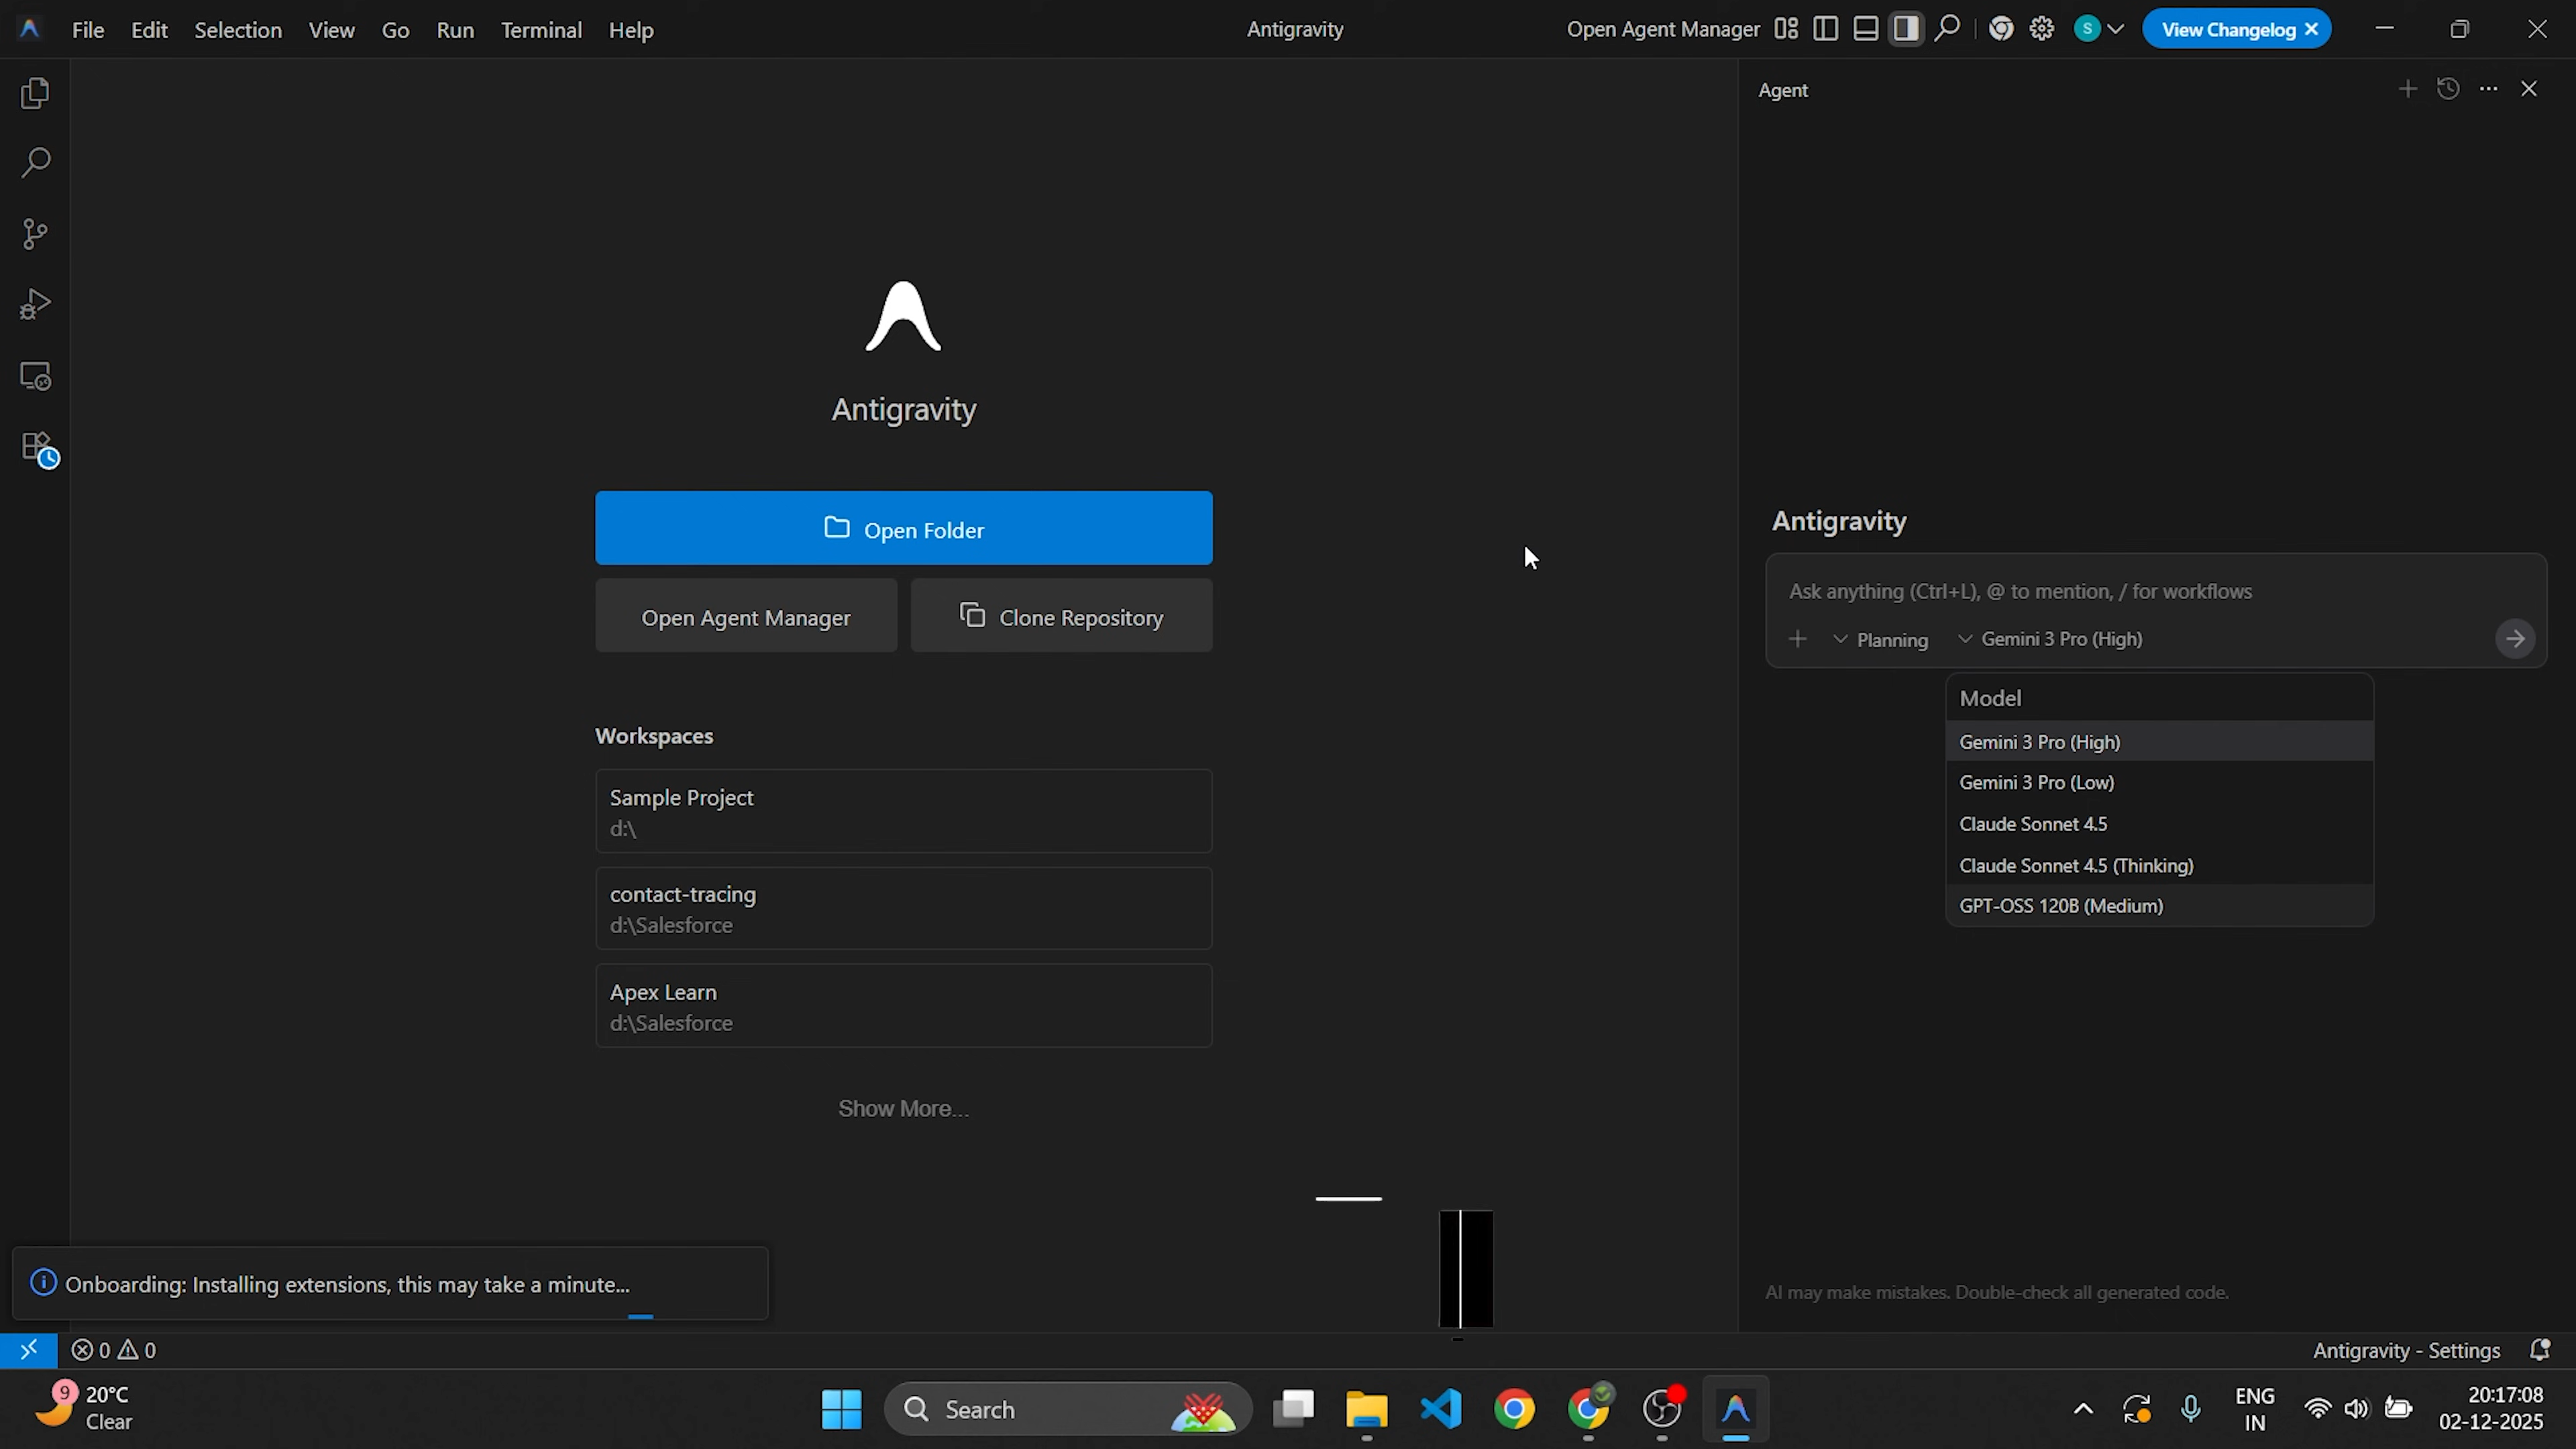 File Edit Selection View Go Run Terminal Help
Antigravity
Open Agent Manager
S
View Changelog
Agent
Antigravity
Open Folder
Open Agent Manager
Clone Repository
Workspaces
Sample Project
d:\
contact-tracing
d:\Salesforce
Apex Learn
d:\Salesforce
Show More...
Antigravity
Ask anything (Ctrl+L), @ to mention, / for workflows
Planning
Gemini 3 Pro (High)
Model
Gemini 3 Pro (High)
Gemini 3 Pro (Low)
Claude Sonnet 4.5
Claude Sonnet 4.5 (Thinking)
GPT-OSS 120B (Medium)
AI may make mistakes. Double-check all generated code.
Onboarding: Installing extensions, this may take a minute...
0 0
Antigravity - Settings
9
20°C
Clear
Search
ENG
IN
20:17:08
02-12-2025